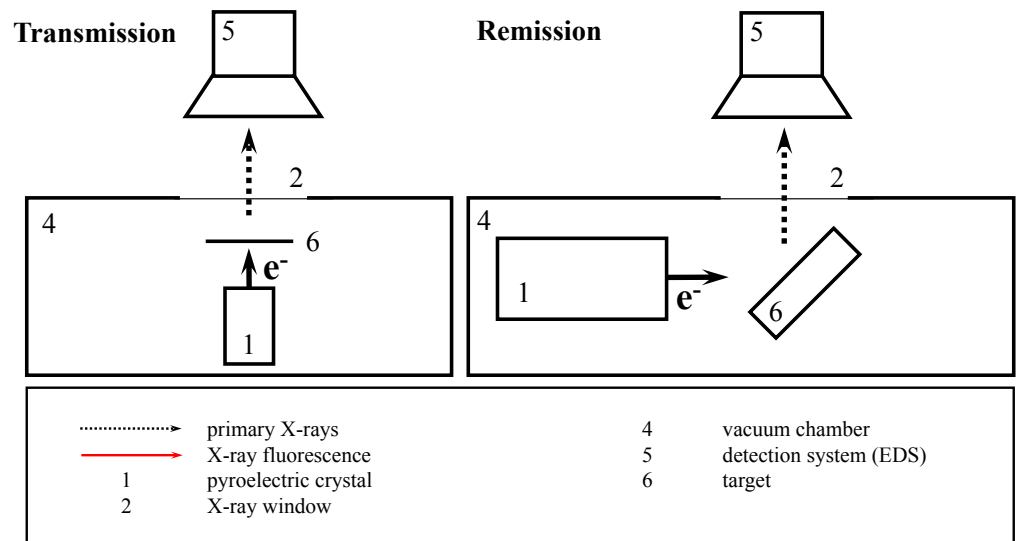 Transmission
5
2
4
6
e-
1
Remission
5
2
4
1
e-
6
primary X-rays
X-ray fluorescence
1 pyroelectric crystal
2 X-ray window
4 vacuum chamber
5 detection system (EDS)
6 target